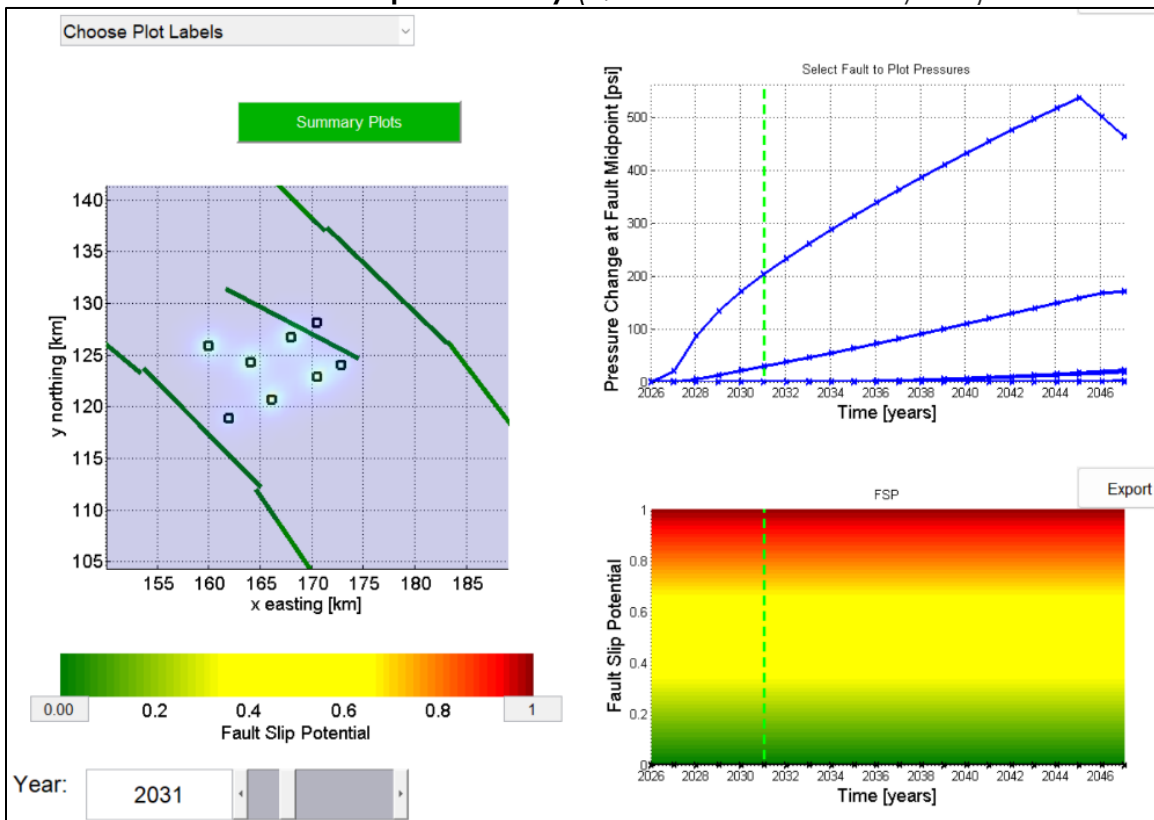 Choose Plot Labels
Summary Plots
140
135
130
125
120
115
110
105
y northing [km]
155 160 165 170 175 180 185
x easting [km]
0.00 0.2 0.4 0.6 0.8 1
Fault Slip Potential
Year: 2031
Select Fault to Plot Pressures
Pressure Change at Fault Midpoint [psi]
500
400
300
200
100
0
2026 2028 2030 2032 2034 2036 2038 2040 2042 2044 2046
Time [years]
Export
FSP
Fault Slip Potential
1
0.8
0.6
0.4
0.2
0
2026 2028 2030 2032 2034 2036 2038 2040 2042 2044 2046
Time [years]